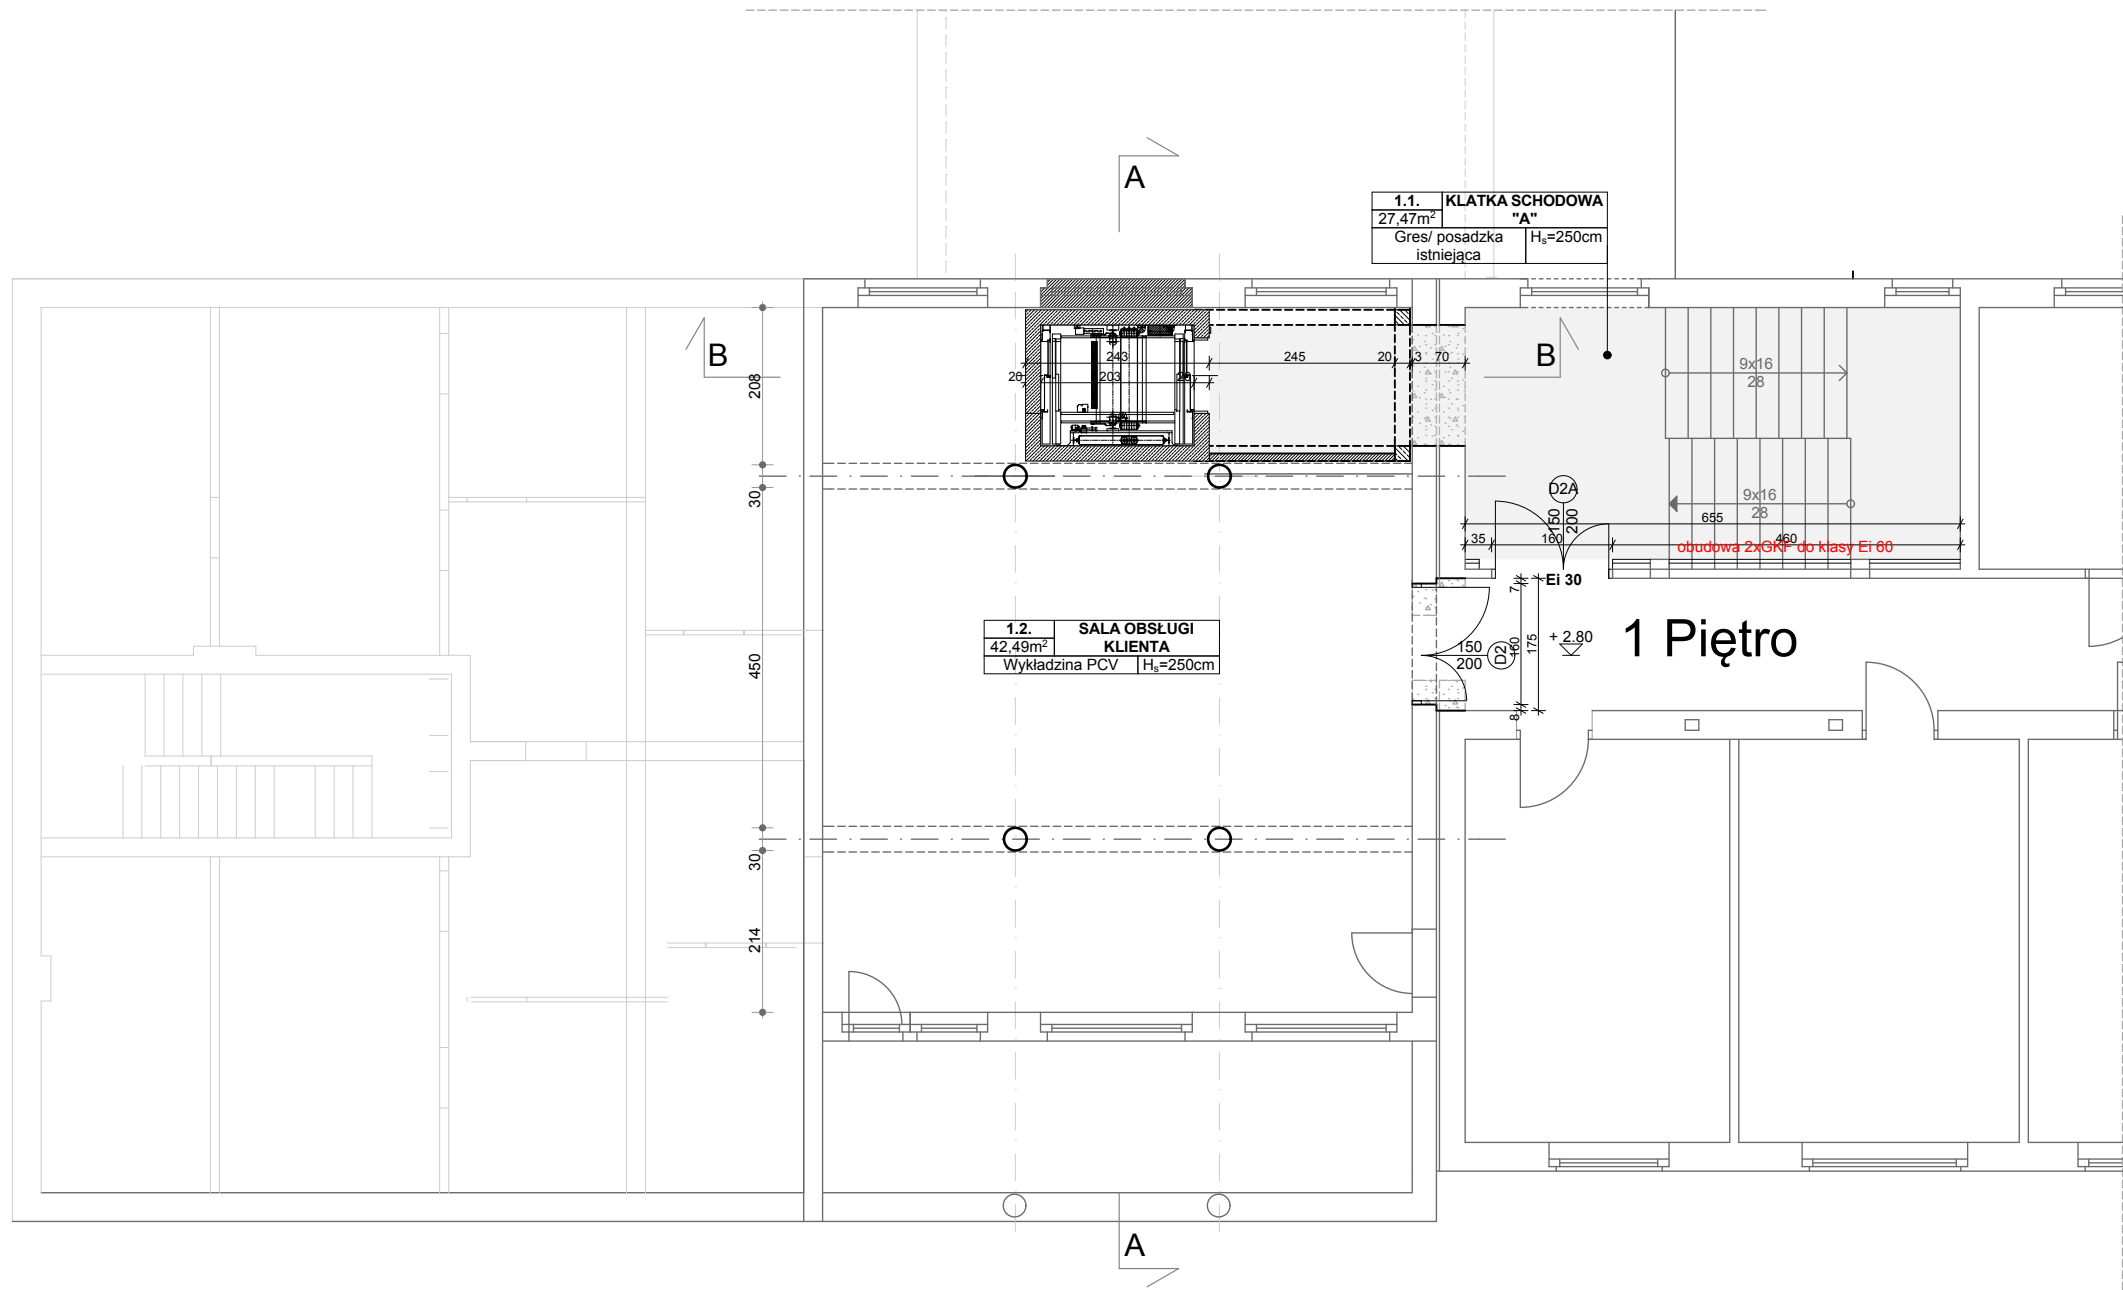 A
1.1. KLATKA SCHODOWA
27,47m² "A"
Gres/ posadzka Hs=250cm
istniejąca
B
B
243
245
20
3
70
20
203
20
208
9x16
28
9x16
28
30
D2A
150
200
655
35
160
460
obudowa 2xGKF do klasy Ei 60
Ei 30
7
1.2. SALA OBSŁUGI
42,49m² KLIENTA
Wykładzina PCV Hs=250cm
450
150
200
D2
160
175
+ 2.80
1 Piętro
8
30
214
A